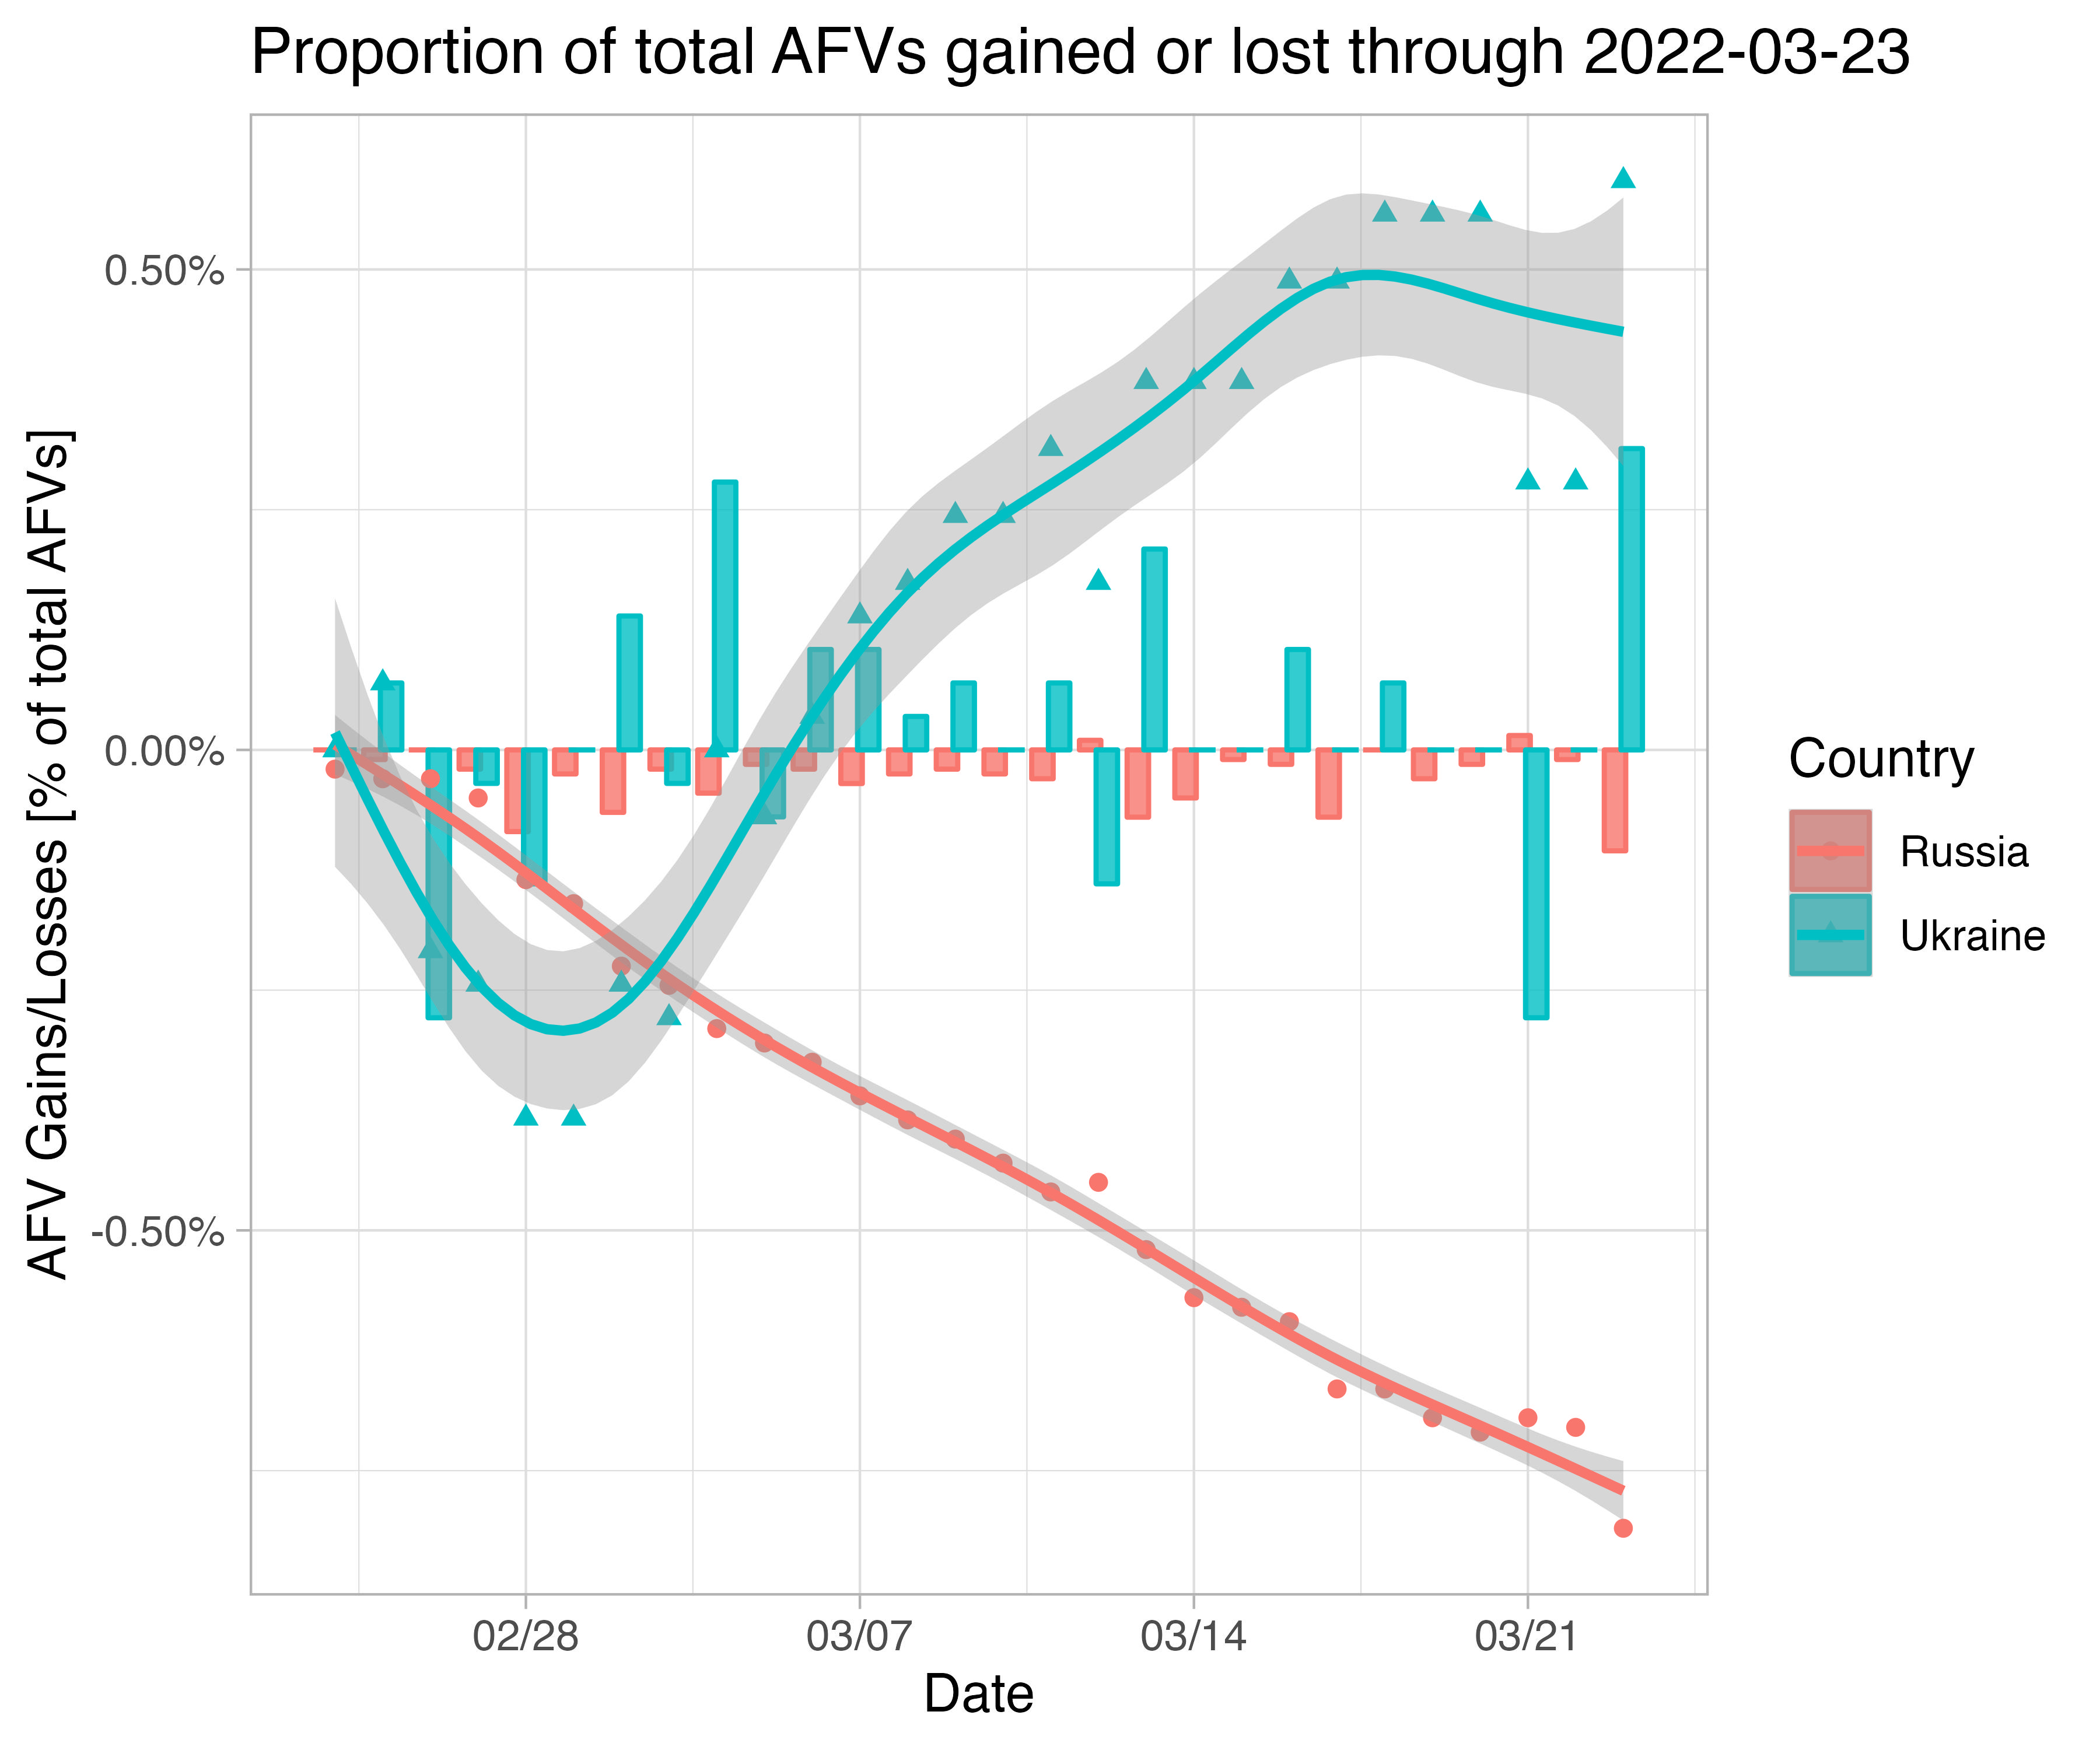 Proportion of total AFVs gained or lost through 2022-03-23
AFV Gains/Losses [% of total AFVs]
0.50%
0.00%
-0.50%
02/28
03/07
03/14
03/21
Date
Country
Russia
Ukraine